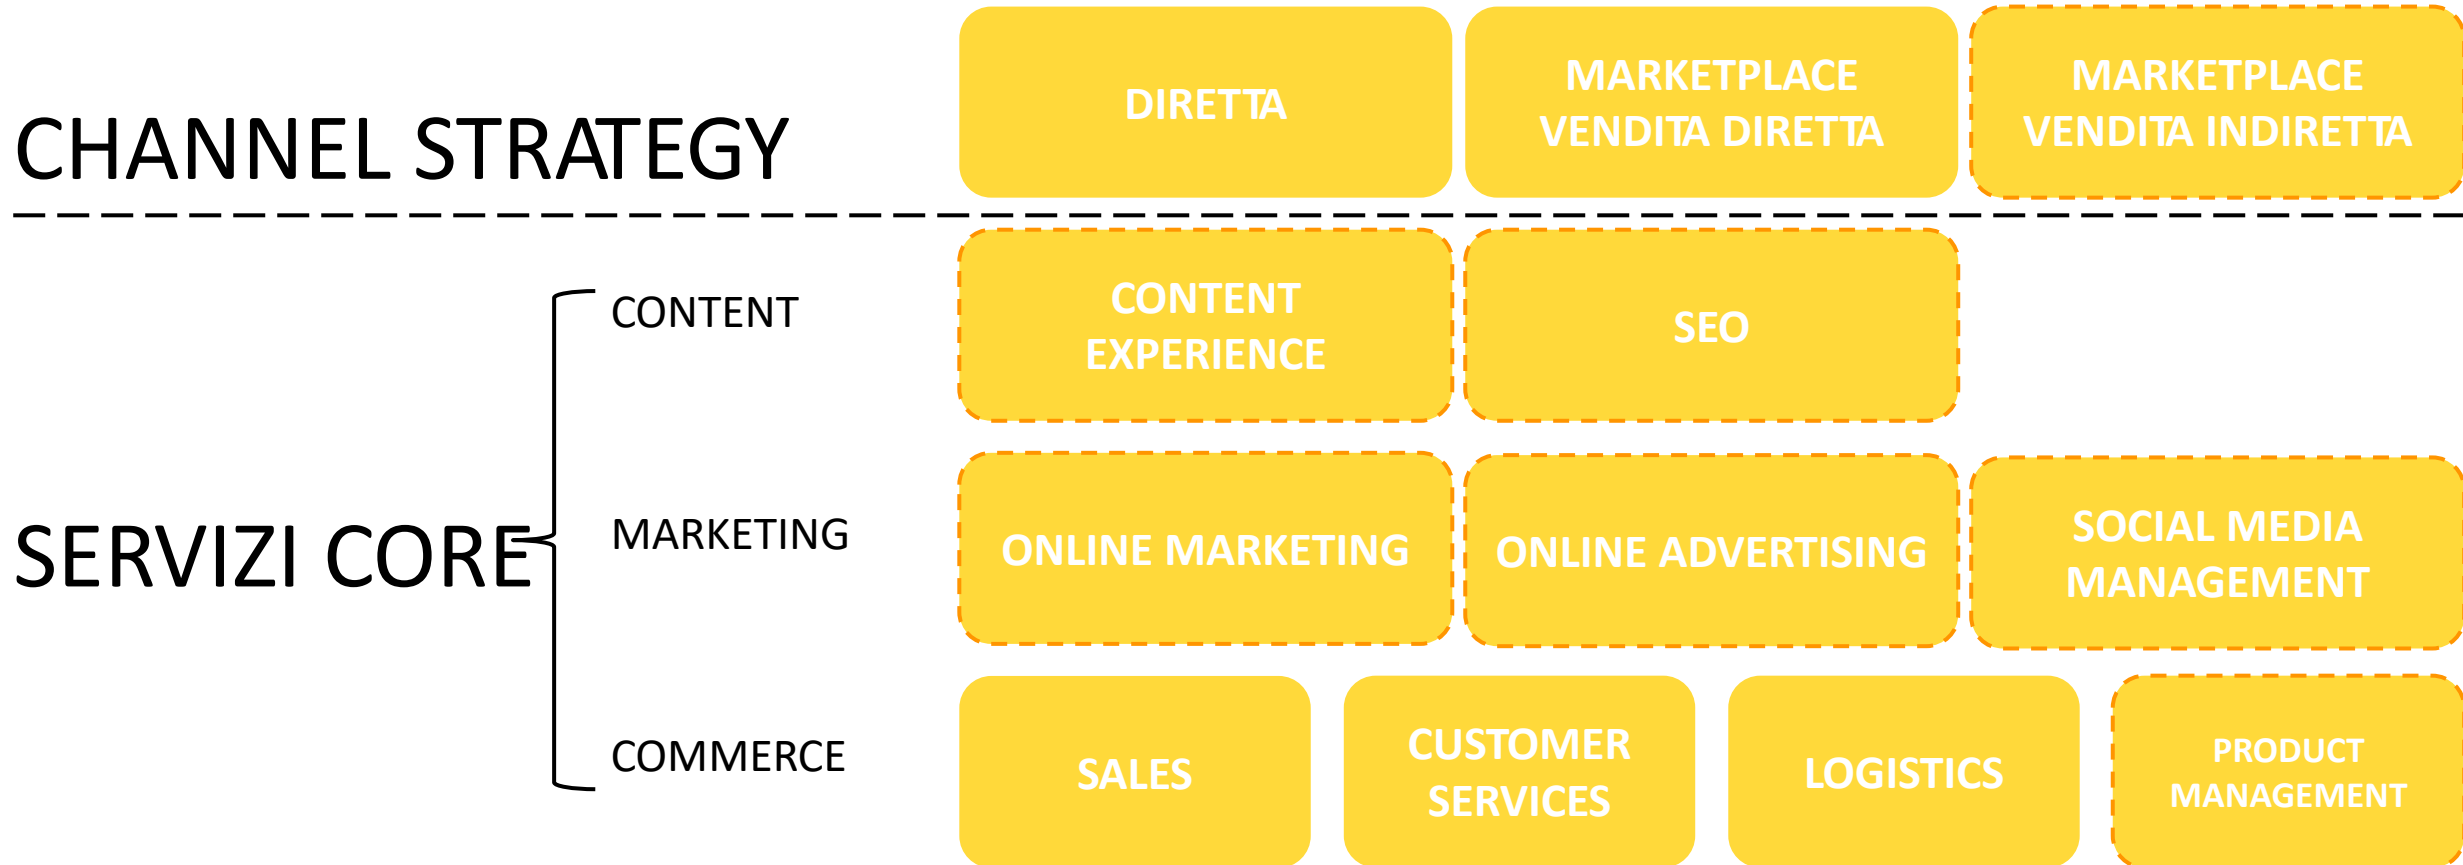 CHANNEL STRATEGY
DIRETTA
MARKETPLACE
VENDITA DIRETTA
MARKETPLACE
VENDITA INDIRETTA
SERVIZI CORE
CONTENT
CONTENT
EXPERIENCE
SEO
MARKETING
ONLINE MARKETING
ONLINE ADVERTISING
SOCIAL MEDIA
MANAGEMENT
COMMERCE
SALES
CUSTOMER
SERVICES
LOGISTICS
PRODUCT
MANAGEMENT